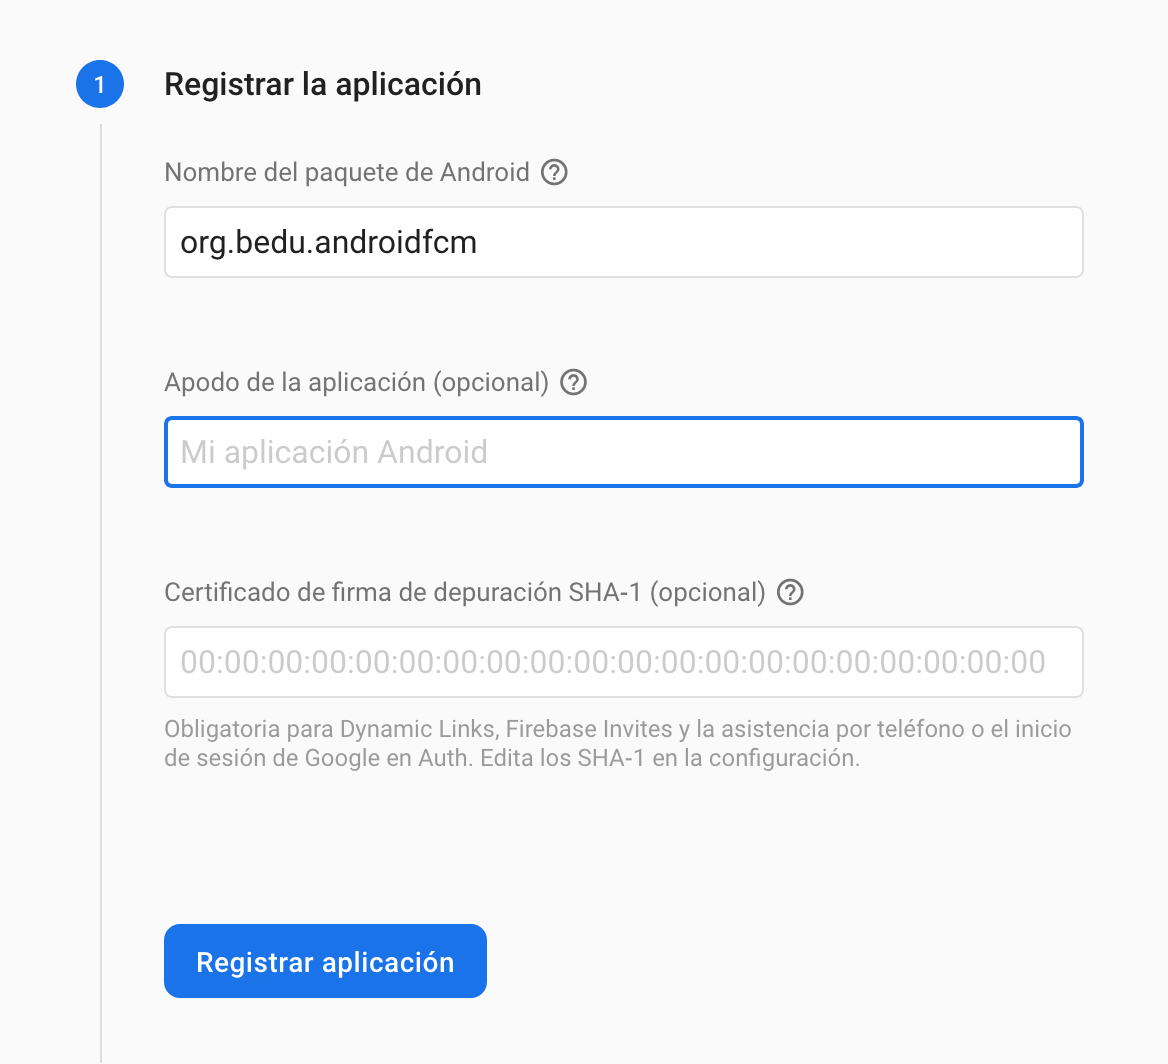 1
Registrar la aplicación
Nombre del paquete de Android ?
org.bedu.androidfcm
Apodo de la aplicación (opcional) ?
Mi aplicación Android
Certificado de firma de depuración SHA-1 (opcional) ?
00:00:00:00:00:00:00:00:00:00:00:00:00:00:00:00:00:00:00:00
Obligatoria para Dynamic Links, Firebase Invites y la asistencia por teléfono o el inicio
de sesión de Google en Auth. Edita los SHA-1 en la configuración.
Registrar aplicación